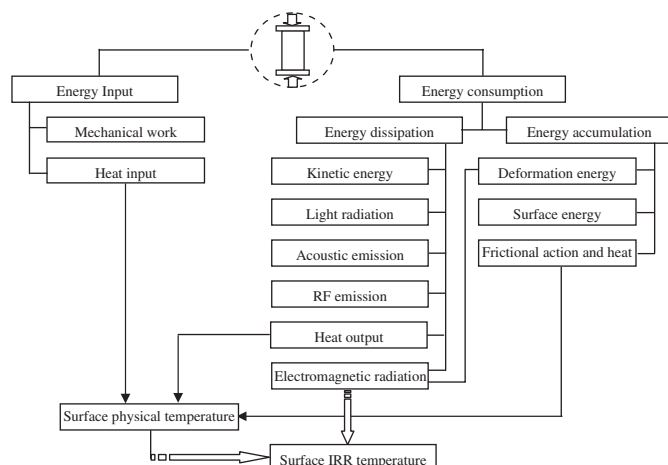 Energy Input
Energy consumption
Mechanical work
Energy dissipation
Energy accumulation
Heat input
Kinetic energy
Deformation energy
Light radiation
Surface energy
Acoustic emission
Frictional action and heat
RF emission
Heat output
Electromagnetic radiation
Surface physical temperature
Surface IRR temperature